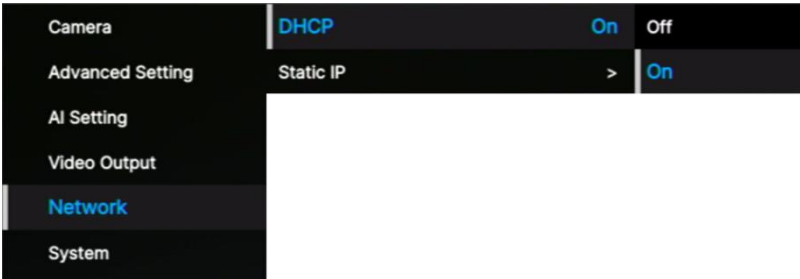 Camera
Advanced Setting
AI Setting
Video Output
Network
System
DHCP On
Static IP >
Off
On